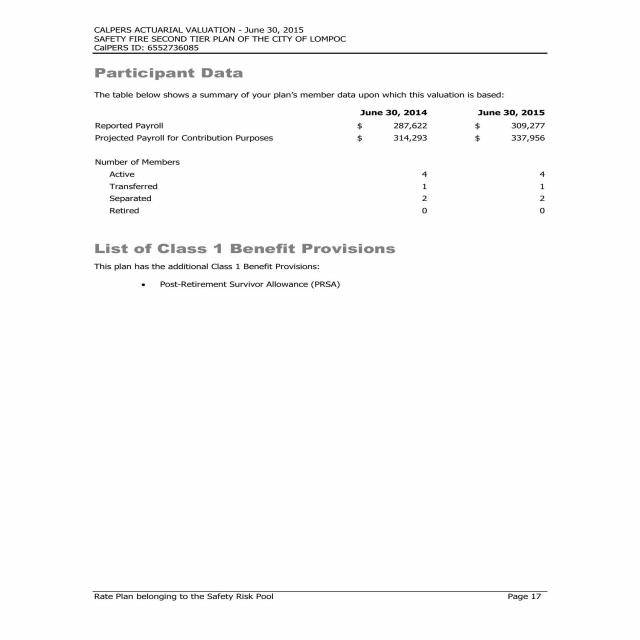 CALPERS ACTUARIAL VALUATION - June 30, 2015
SAFETY FIRE SECOND TIER PLAN OF THE CITY OF LOMPOC
CalPERS ID: 6552736085
Participant Data
The table below shows a summary of your plan's member data upon which this valuation is based:
June 30, 2014 June 30, 2015
Reported Payroll $ 287,622 $ 309,277
Projected Payroll for Contribution Purposes $ 314,293 $ 337,956
Number of Members
Active 4 4
Transferred 1 1
Separated 2 2
Retired 0 0
List of Class 1 Benefit Provisions
This plan has the additional Class 1 Benefit Provisions:
• Post-Retirement Survivor Allowance (PRSA)
Rate Plan belonging to the Safety Risk Pool Page 17